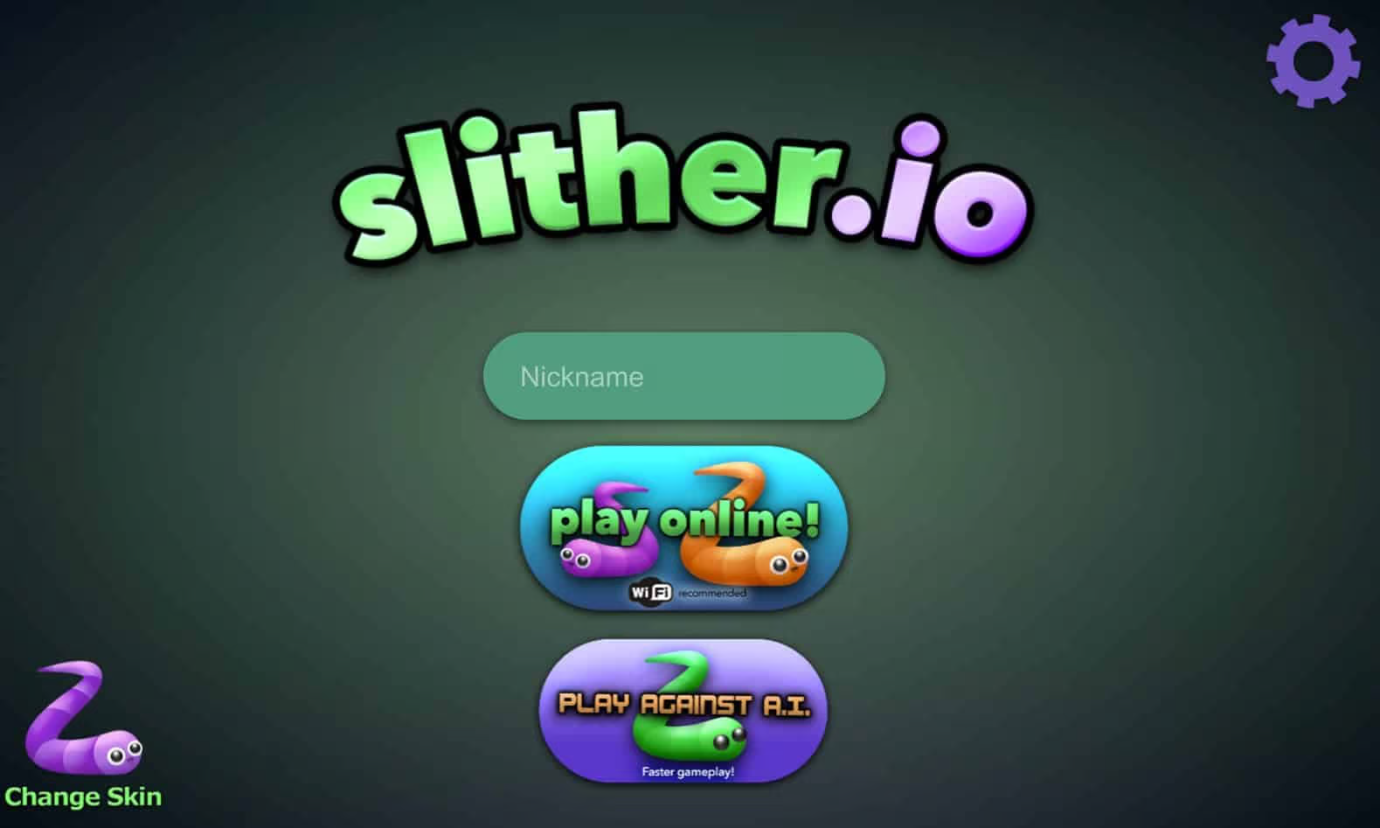 slither.io
Nickname
play online!
WiFi recommended
PLAY AGAINST A.I.
Faster gameplay!
Change Skin